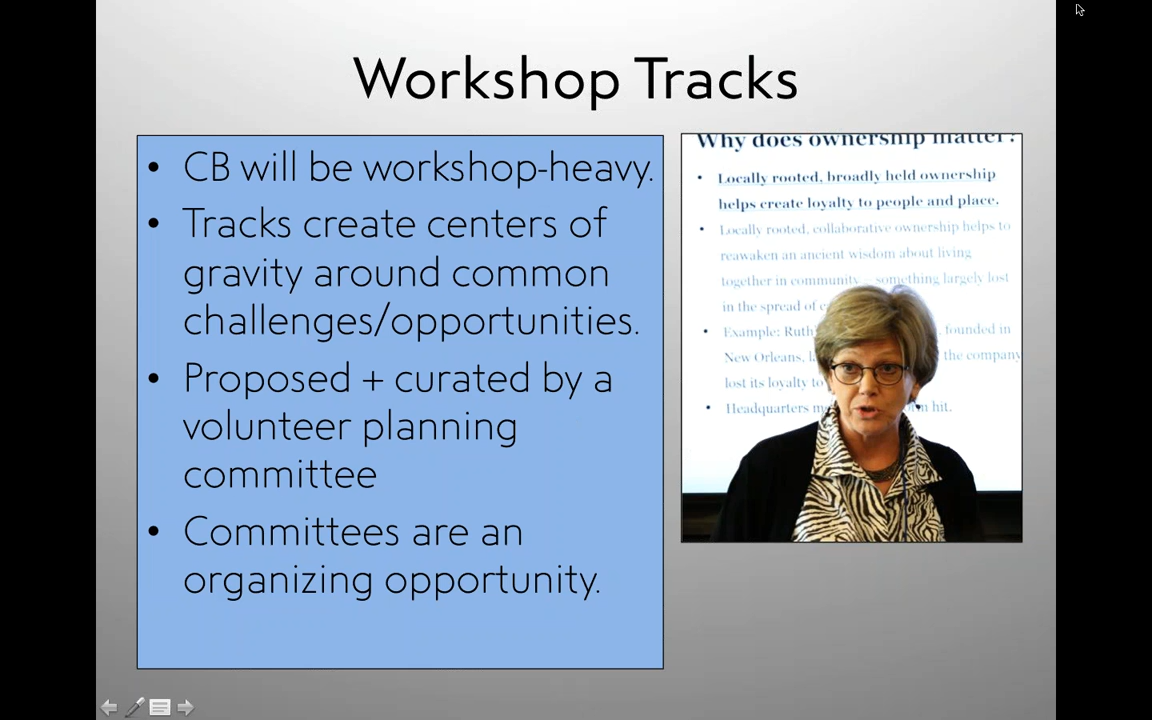 Workshop Tracks
• CB will be workshop-heavy.
• Tracks create centers of
gravity around common
challenges/opportunities.
• Proposed + curated by a
volunteer planning
committee
• Committees are an
organizing opportunity.
Why does ownership matter?
• Locally rooted, broadly held ownership
helps create loyalty to people and place.
• Locally rooted, collaborative ownership helps to
reawaken an ancient wisdom about living
together in community – something largely lost
in the spread of
• Example: Ruth founded in
New Orleans, the company
lost its loyalty to
• Headquarters hit.